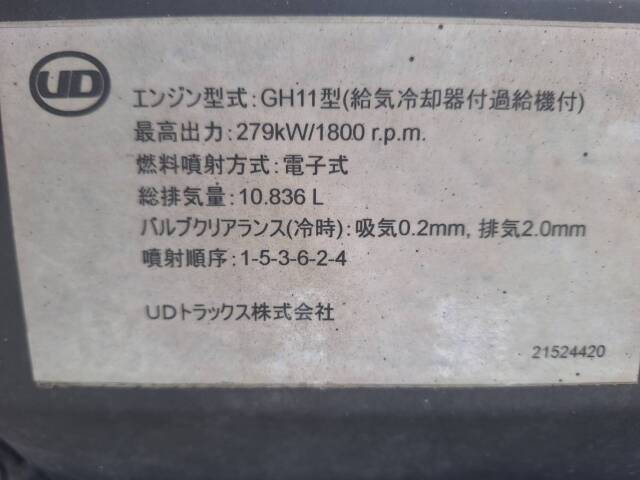 UD
エンジン型式:GH11型(給気冷却器付過給機付)
最高出力:279kW/1800 r.p.m.
燃料噴射方式:電子式
総排気量:10.836 L
バルブクリアランス(冷時):吸気0.2mm, 排気2.0mm
噴射順序:1-5-3-6-2-4
UDトラックス株式会社
21524420